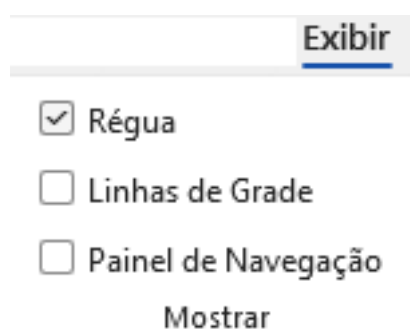 Exibir
Régua
Linhas de Grade
Painel de Navegação
Mostrar